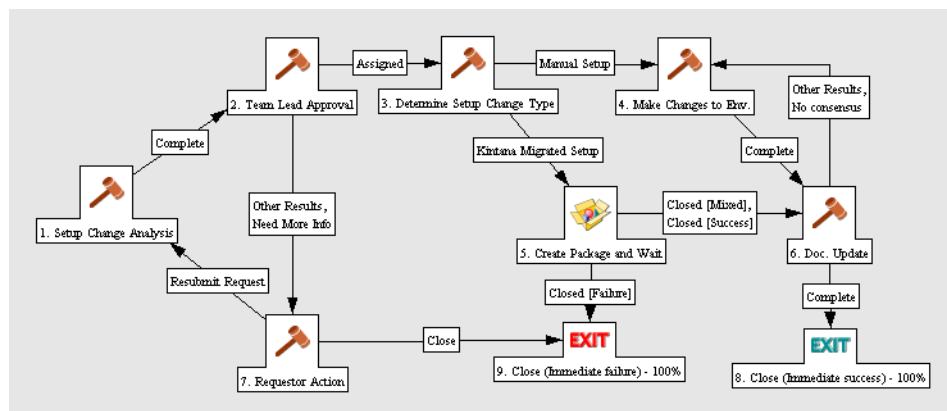 Assigned
Manual Setup
Other Results,
No consensus
2. Team Lead Approval
3. Determine Setup Change Type
4. Make Changes to Env.
Complete
Kintana Migrated Setup
Complete
Other Results,
Need More Info
Closed [Mixed],
Closed [Success]
1. Setup Change Analysis
5. Create Package and Wait
6. Doc. Update
Resubmit Request
Closed [Failure]
Complete
Close
EXIT
EXIT
7. Requestor Action
9. Close (Immediate failure) - 100%
8. Close (Immediate success) - 100%